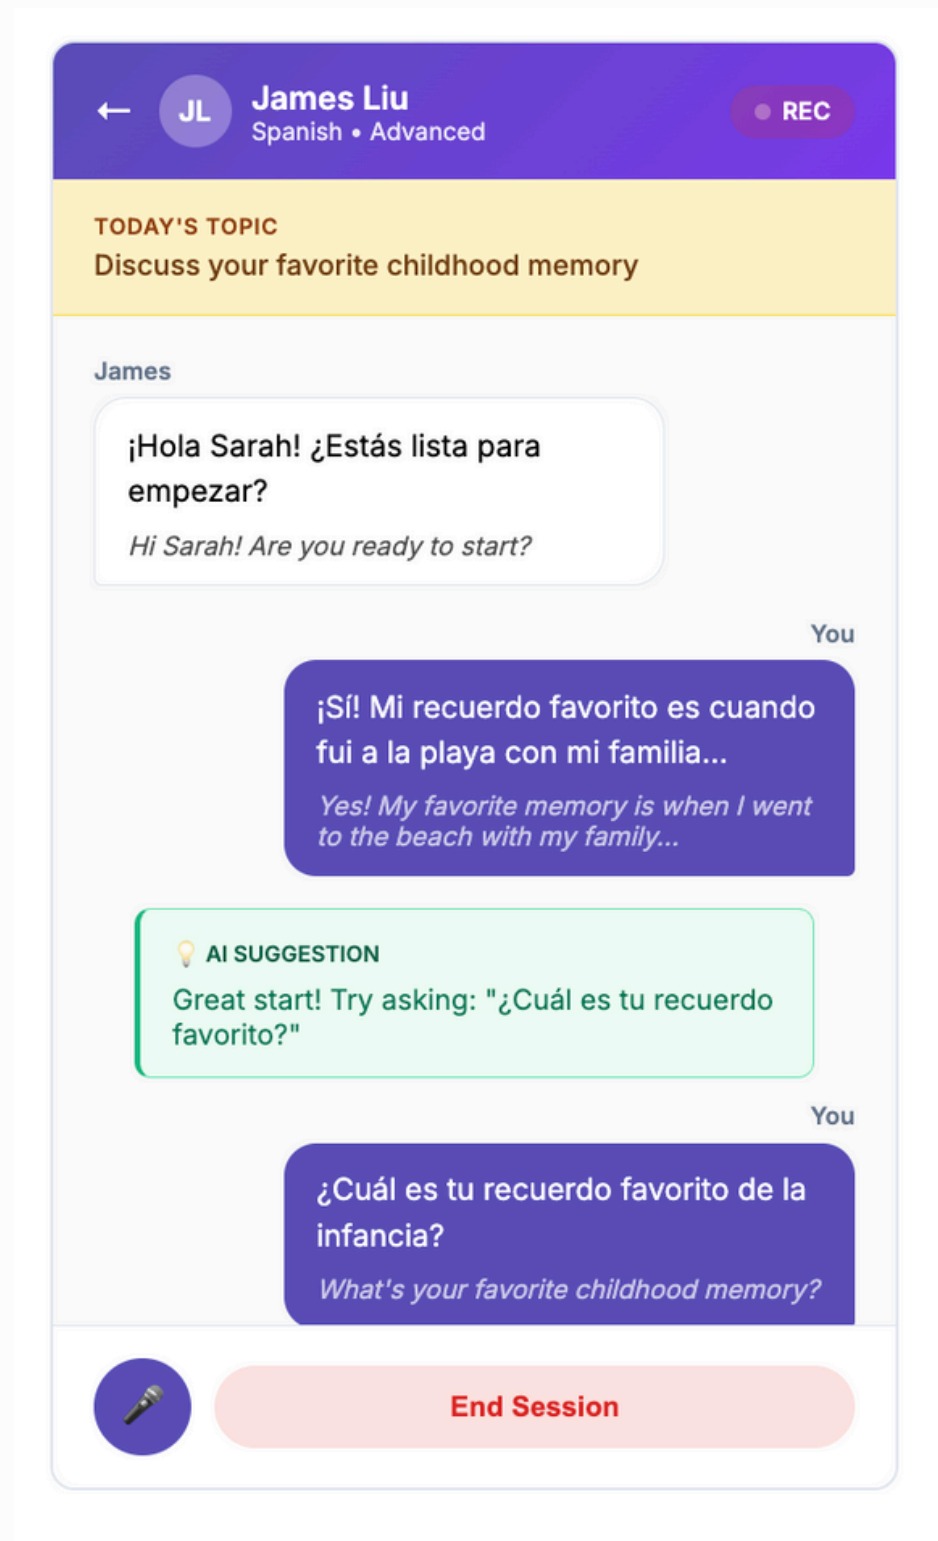 JL
James Liu
Spanish • Advanced
REC
TODAY'S TOPIC
Discuss your favorite childhood memory
James
¡Hola Sarah! ¿Estás lista para
empezar?
Hi Sarah! Are you ready to start?
You
¡Sí! Mi recuerdo favorito es cuando
fui a la playa con mi familia...
Yes! My favorite memory is when I went
to the beach with my family...
AI SUGGESTION
Great start! Try asking: "¿Cuál es tu recuerdo
favorito?"
You
¿Cuál es tu recuerdo favorito de la
infancia?
What's your favorite childhood memory?
End Session